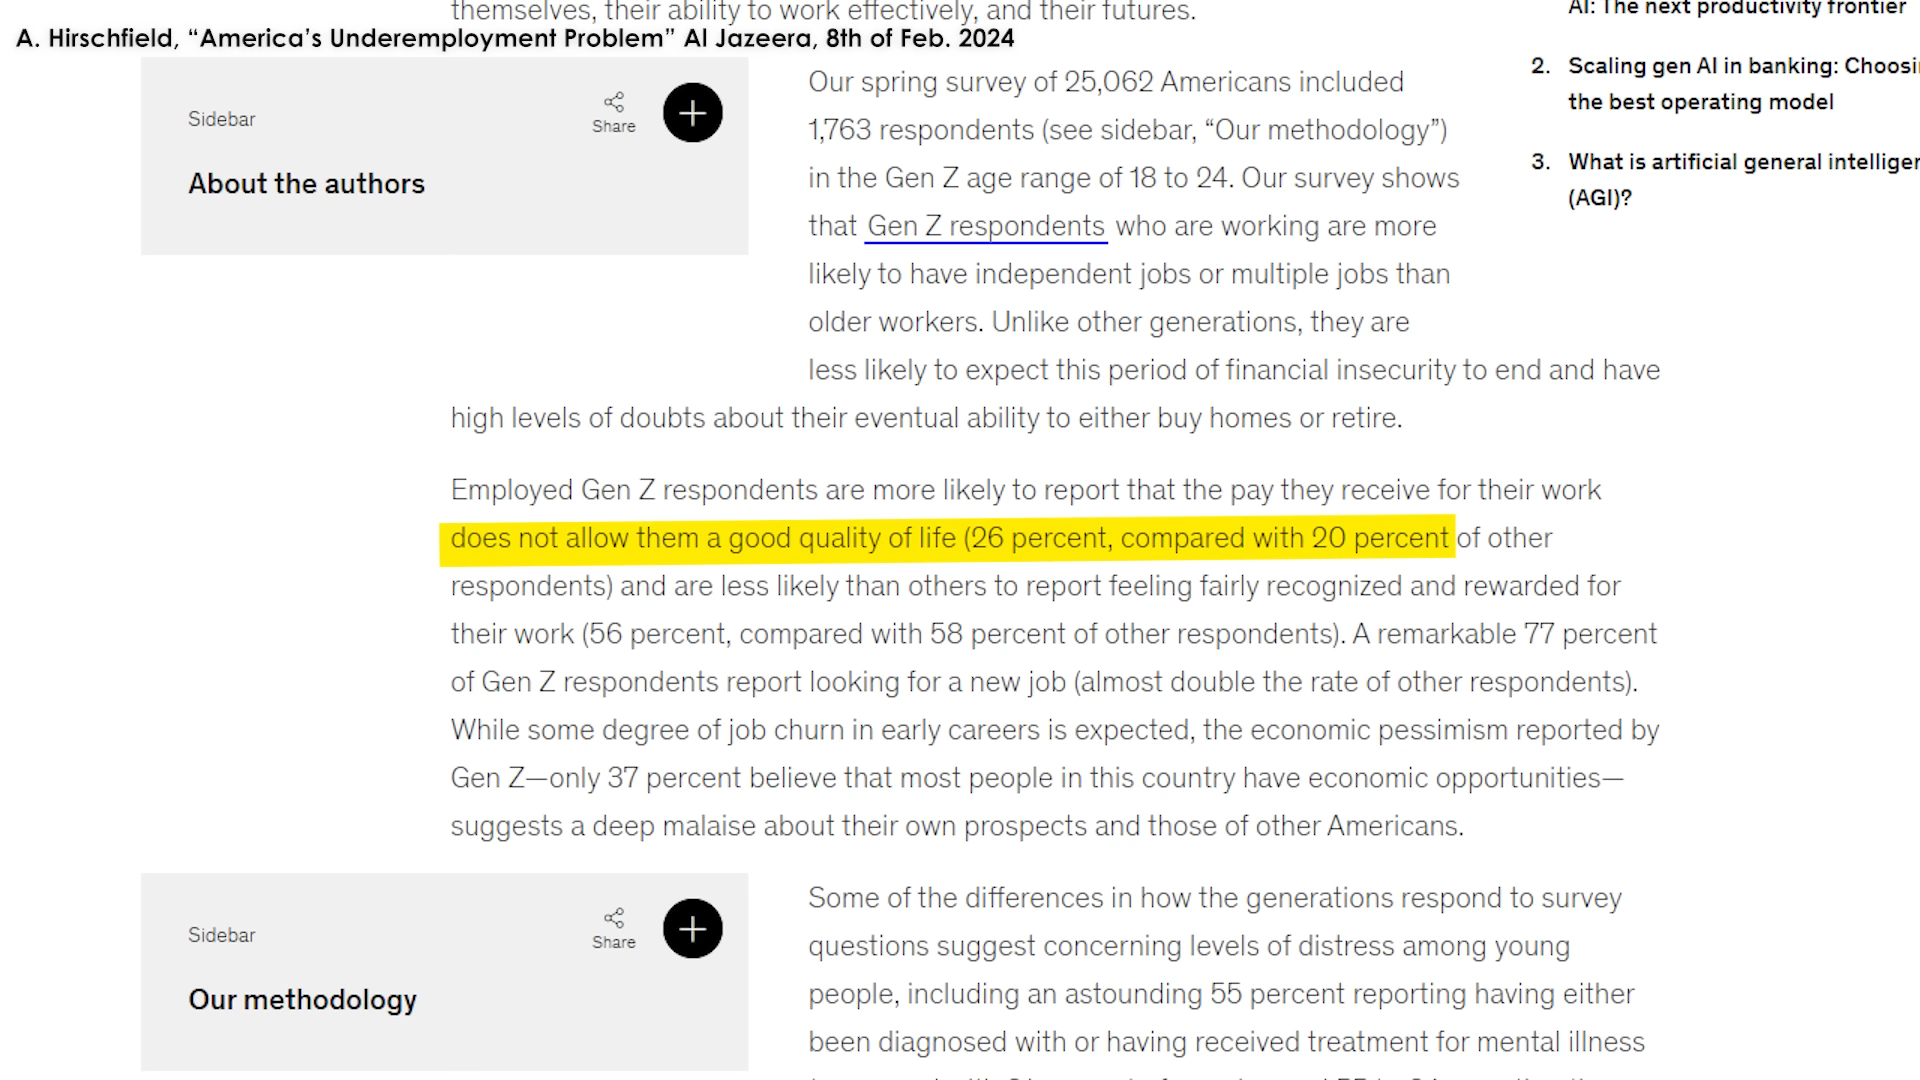 themselves, their ability to work effectively, and their futures.
A. Hirschfield, “America’s Underemployment Problem” Al Jazeera, 8th of Feb. 2024
Sidebar
Share
About the authors
Our spring survey of 25,062 Americans included
1,763 respondents (see sidebar, “Our methodology”)
in the Gen Z age range of 18 to 24. Our survey shows
that Gen Z respondents who are working are more
likely to have independent jobs or multiple jobs than
older workers. Unlike other generations, they are
less likely to expect this period of financial insecurity to end and have
high levels of doubts about their eventual ability to either buy homes or retire.
Employed Gen Z respondents are more likely to report that the pay they receive for their work
does not allow them a good quality of life (26 percent, compared with 20 percent of other
respondents) and are less likely than others to report feeling fairly recognized and rewarded for
their work (56 percent, compared with 58 percent of other respondents). A remarkable 77 percent
of Gen Z respondents report looking for a new job (almost double the rate of other respondents).
While some degree of job churn in early careers is expected, the economic pessimism reported by
Gen Z—only 37 percent believe that most people in this country have economic opportunities—
suggests a deep malaise about their own prospects and those of other Americans.
Sidebar
Share
Our methodology
Some of the differences in how the generations respond to survey
questions suggest concerning levels of distress among young
people, including an astounding 55 percent reporting having either
been diagnosed with or having received treatment for mental illness
AI: The next productivity frontier
2. Scaling gen AI in banking: Choosi
the best operating model
3. What is artificial general intelliger
(AGI)?